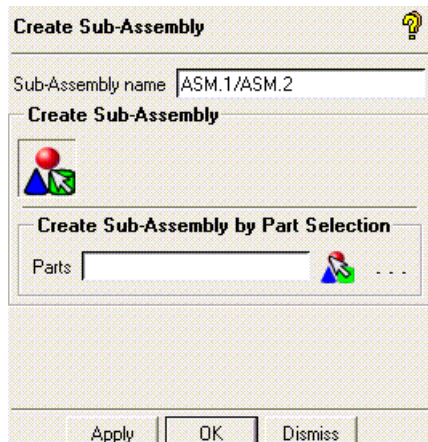 Create Sub-Assembly
Sub-Assembly name ASM.1/ASM.2
Create Sub-Assembly
Create Sub-Assembly by Part Selection
Parts ...
Apply OK Dismiss